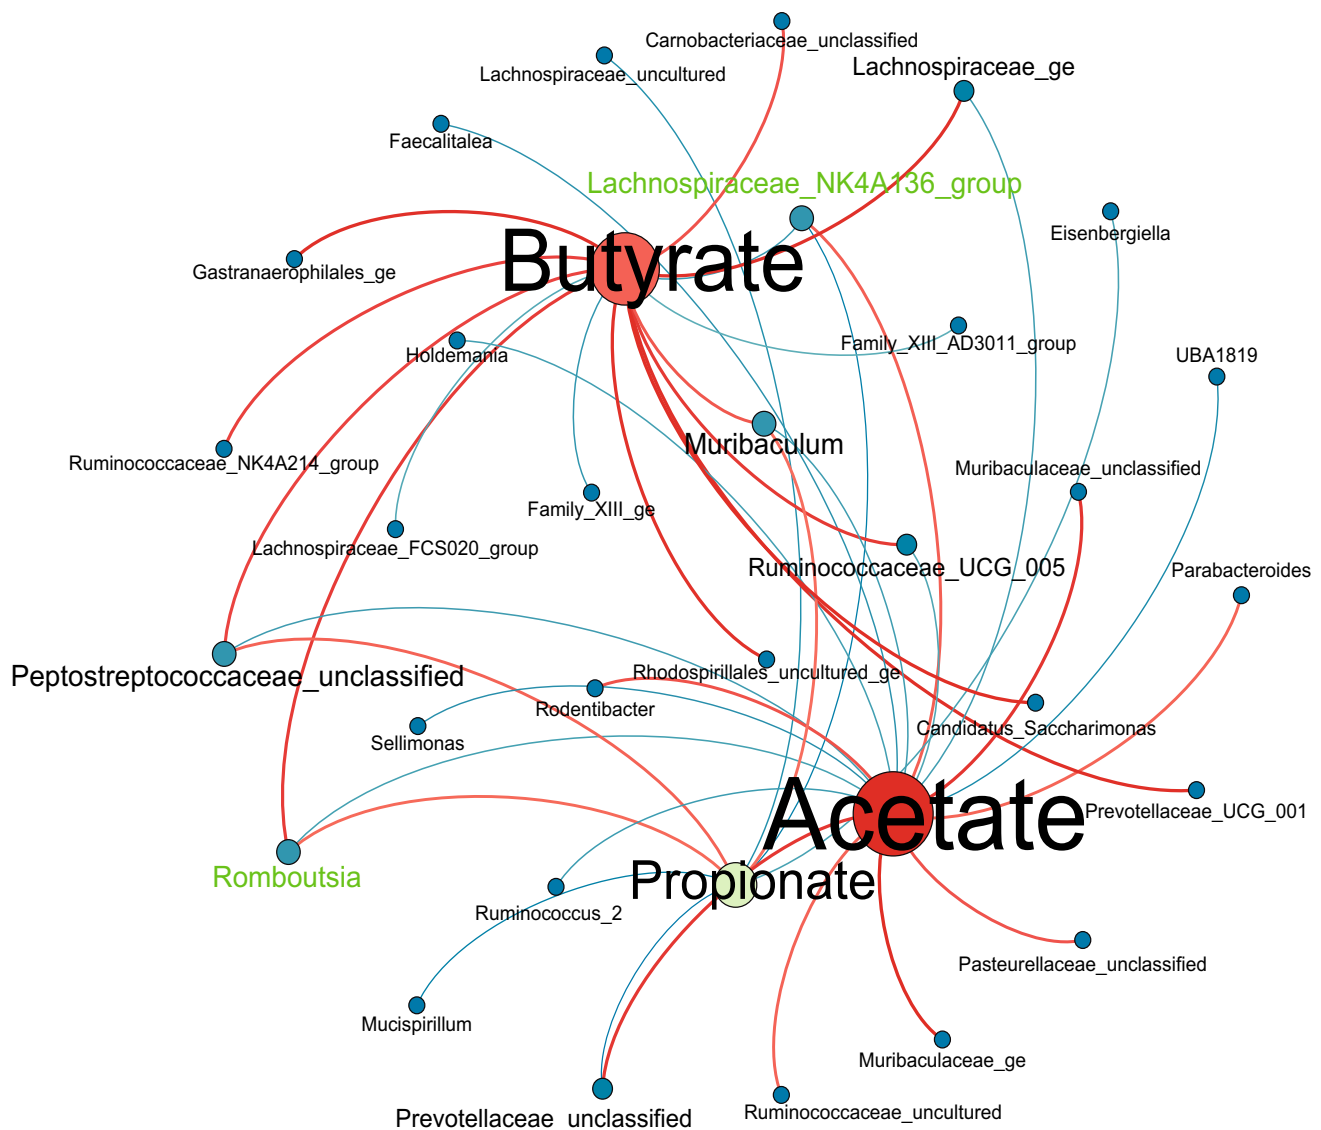 Carnobacteriaceae_unclassified
Lachnospiraceae_uncultured
Lachnospiraceae_ge
Faecalitalea
Lachnospiraceae_NK4A136_group
Eisenbergiella
Butyrate
Gastranaerophilales_ge
Family_XIII_AD3011_group
Holdemania
UBA1819
Muribaculum
Ruminococcaceae_NK4A214_group
Muribaculaceae_unclassified
Family_XIII_ge
Lachnospiraceae_FCS020_group
Ruminococcaceae_UCG_005
Parabacteroides
Peptostreptococcaceae_unclassified
Rhodospirillales_uncultured_ge
Rodentibacter
Candidatus_Saccharimonas
Sellimonas
Acetate
Prevotellaceae_UCG_001
Romboutsia
Propionate
Ruminococcus_2
Pasteurellaceae_unclassified
Mucispirillum
Muribaculaceae_ge
Ruminococcaceae_uncultured
Prevotellaceae_unclassified